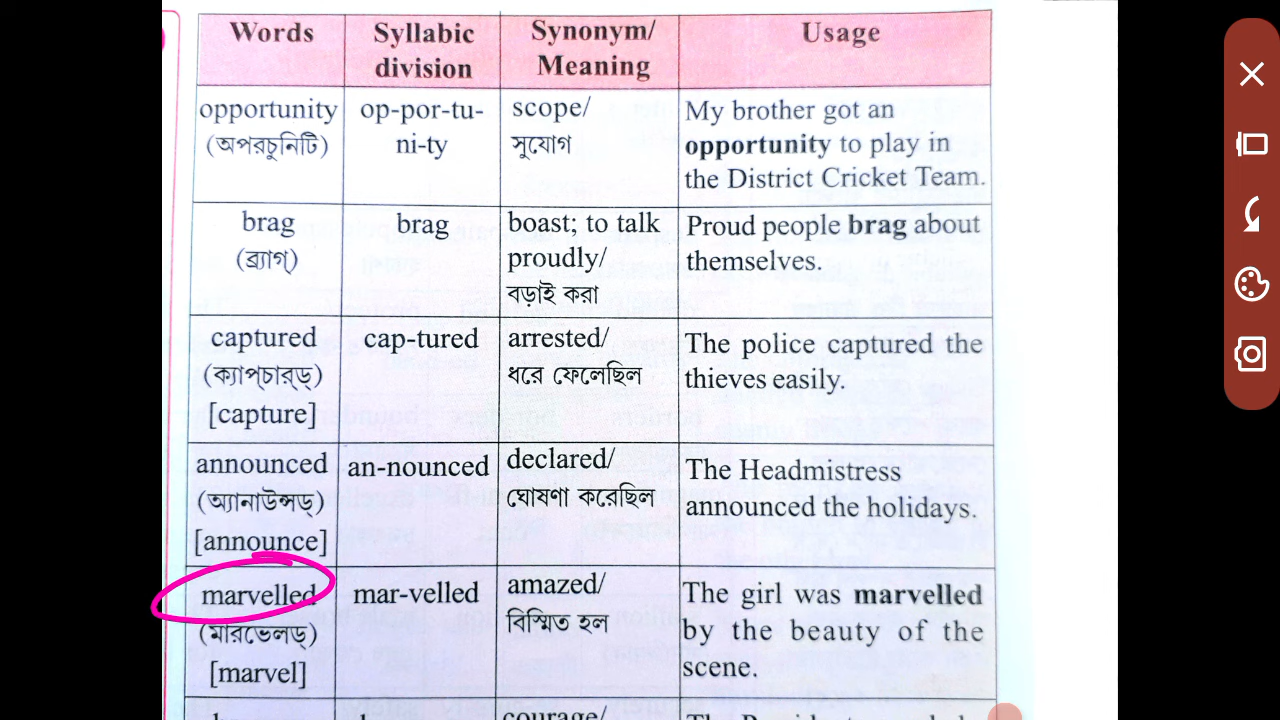 Words Syllabic division Synonym/ Meaning Usage
opportunity
(অপরচুনিটি)
op-por-tu-
ni-ty
scope/
সুযোগ
My brother got an
opportunity to play in
the District Cricket Team.
brag
(ব্র্যাগ্)
brag
boast; to talk
proudly/
বড়াই করা
Proud people brag about
themselves.
captured
(ক্যাপ্‌চার্‌ড্)
[capture]
cap-tured
arrested/
ধরে ফেলেছিল
The police captured the
thieves easily.
announced
(অ্যানাউন্সড্)
[announce]
an-nounced
declared/
ঘোষণা করেছিল
The Headmistress
announced the holidays.
marvelled
(মারভেলড্)
[marvel]
mar-velled
amazed/
বিস্মিত হল
The girl was marvelled
by the beauty of the
scene.
courage/